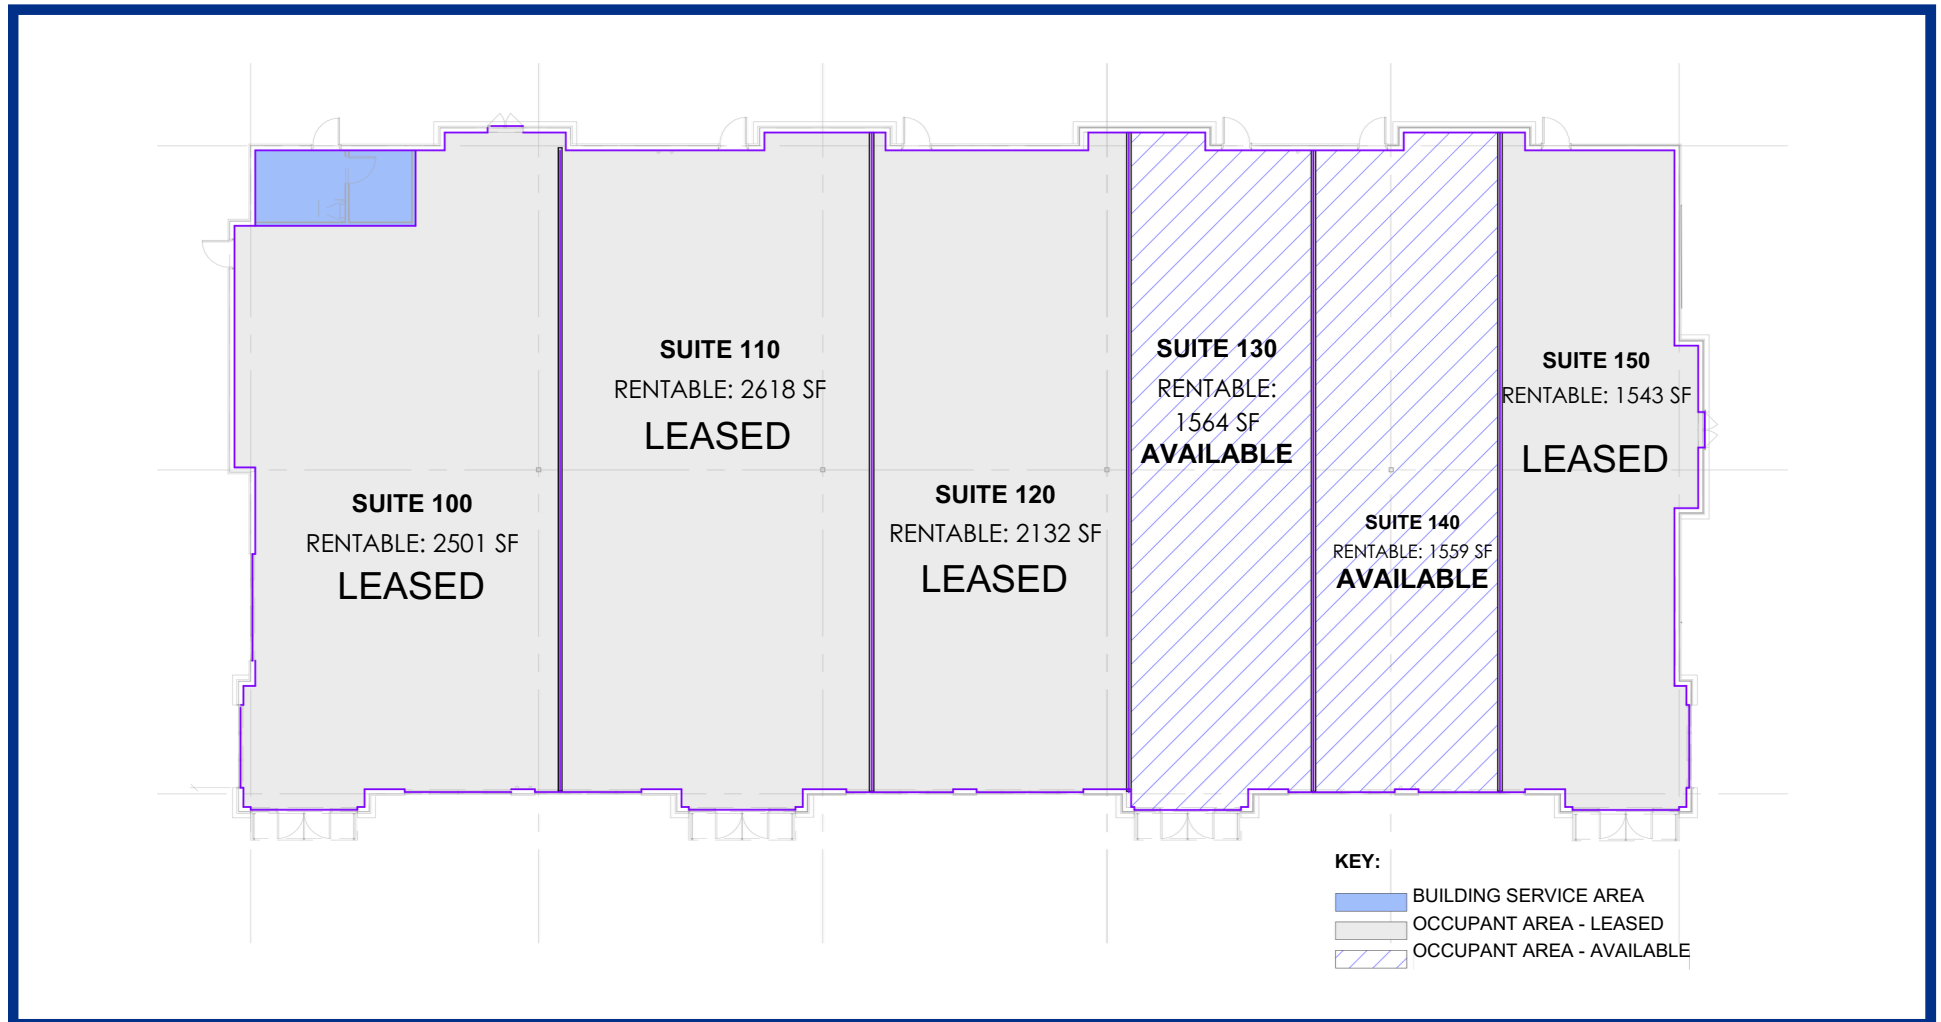 SUITE 100
RENTABLE: 2501 SF
LEASED
SUITE 110
RENTABLE: 2618 SF
LEASED
SUITE 120
RENTABLE: 2132 SF
LEASED
SUITE 130
RENTABLE:
1564 SF
AVAILABLE
SUITE 140
RENTABLE: 1559 SF
AVAILABLE
SUITE 150
RENTABLE: 1543 SF
LEASED
KEY:
BUILDING SERVICE AREA
OCCUPANT AREA - LEASED
OCCUPANT AREA - AVAILABLE